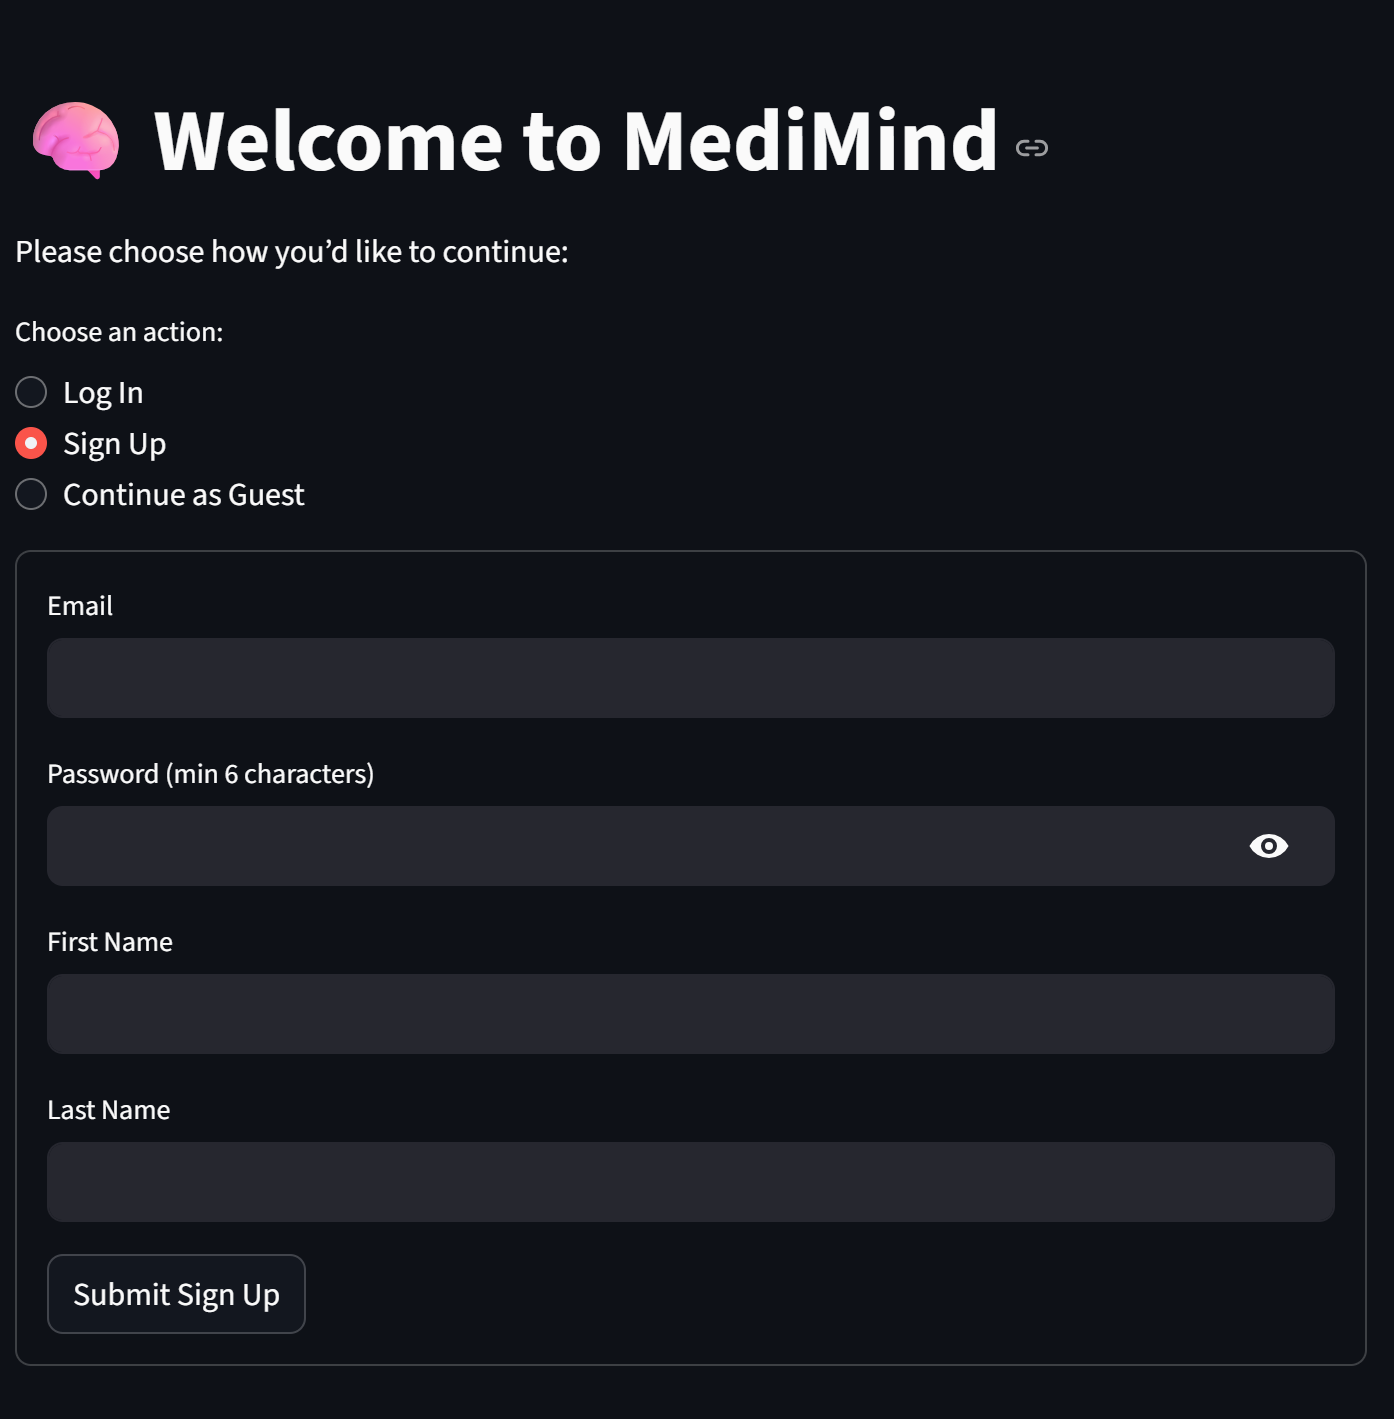 Welcome to MediMind
Please choose how you’d like to continue:
Choose an action:
Log In
Sign Up
Continue as Guest
Email
Password (min 6 characters)
First Name
Last Name
Submit Sign Up